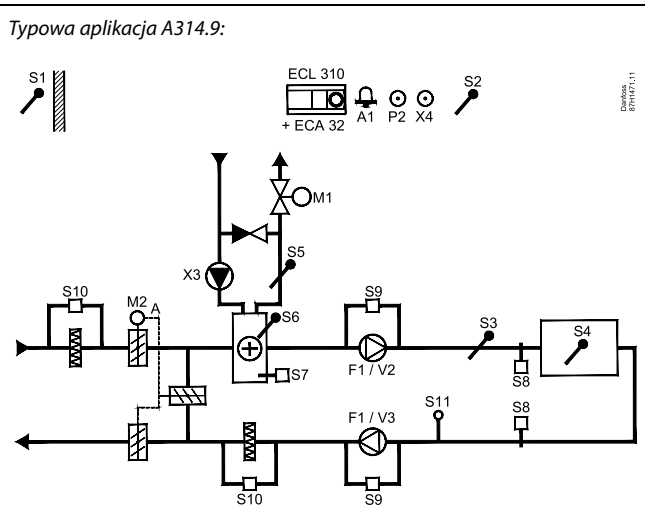 Typowa aplikacja A314.9:
S1
ECL 310
S2
Danfoss
87H1471.11
+ ECA 32
A1
P2
X4
M1
S5
X3
S10
M2
A
S6
S9
S3
S4
S7
F1 / V2
S8
F1 / V3
S11
S8
S10
S9